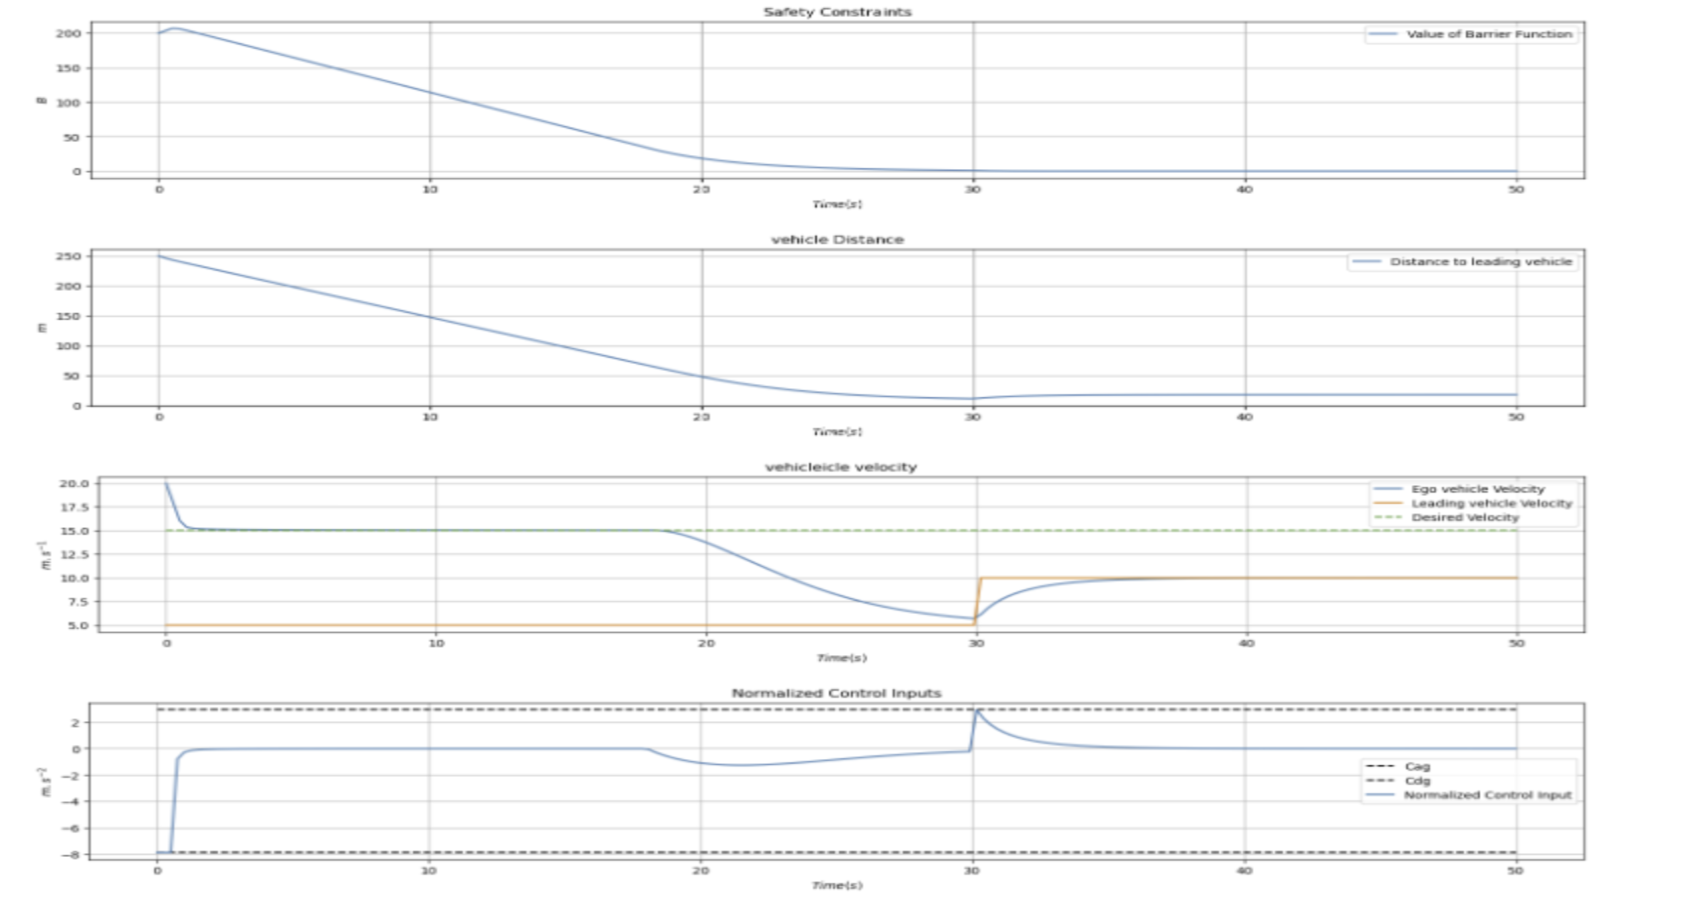 Safety Constraints
200
150
100
50
0
B
Value of Barrier Function
0 10 20 30 40 50
Time(s)
vehicle Distance
250
200
150
100
50
0
m
Distance to leading vehicle
0 10 20 30 40 50
Time(s)
vehicleicle velocity
20.0
17.5
15.0
12.5
10.0
7.5
5.0
m.s⁻¹
Ego vehicle Velocity
Leading vehicle Velocity
Desired Velocity
0 10 20 30 40 50
Time(s)
Normalized Control Inputs
2
0
−2
−4
−6
−8
m.s⁻²
Cag
Cdg
Normalized Control Input
0 10 20 30 40 50
Time(s)